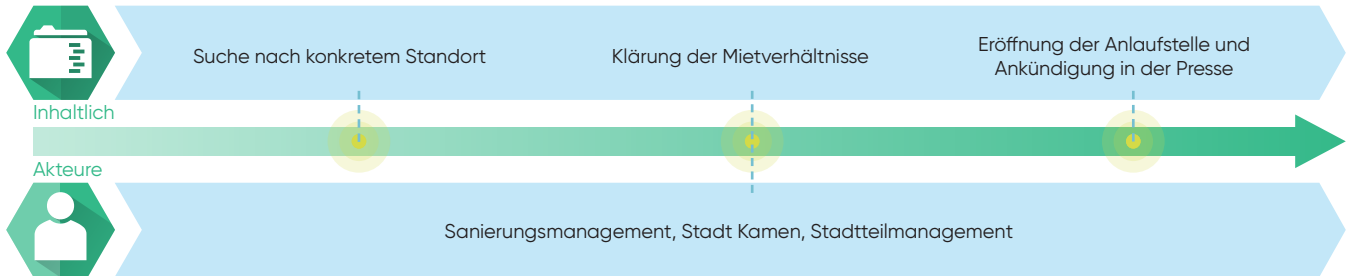 Suche nach konkretem Standort
Klärung der Mietverhältnisse
Eröffnung der Anlaufstelle und
Ankündigung in der Presse
Inhaltlich
Akteure
Sanierungsmanagement, Stadt Kamen, Stadtteilmanagement